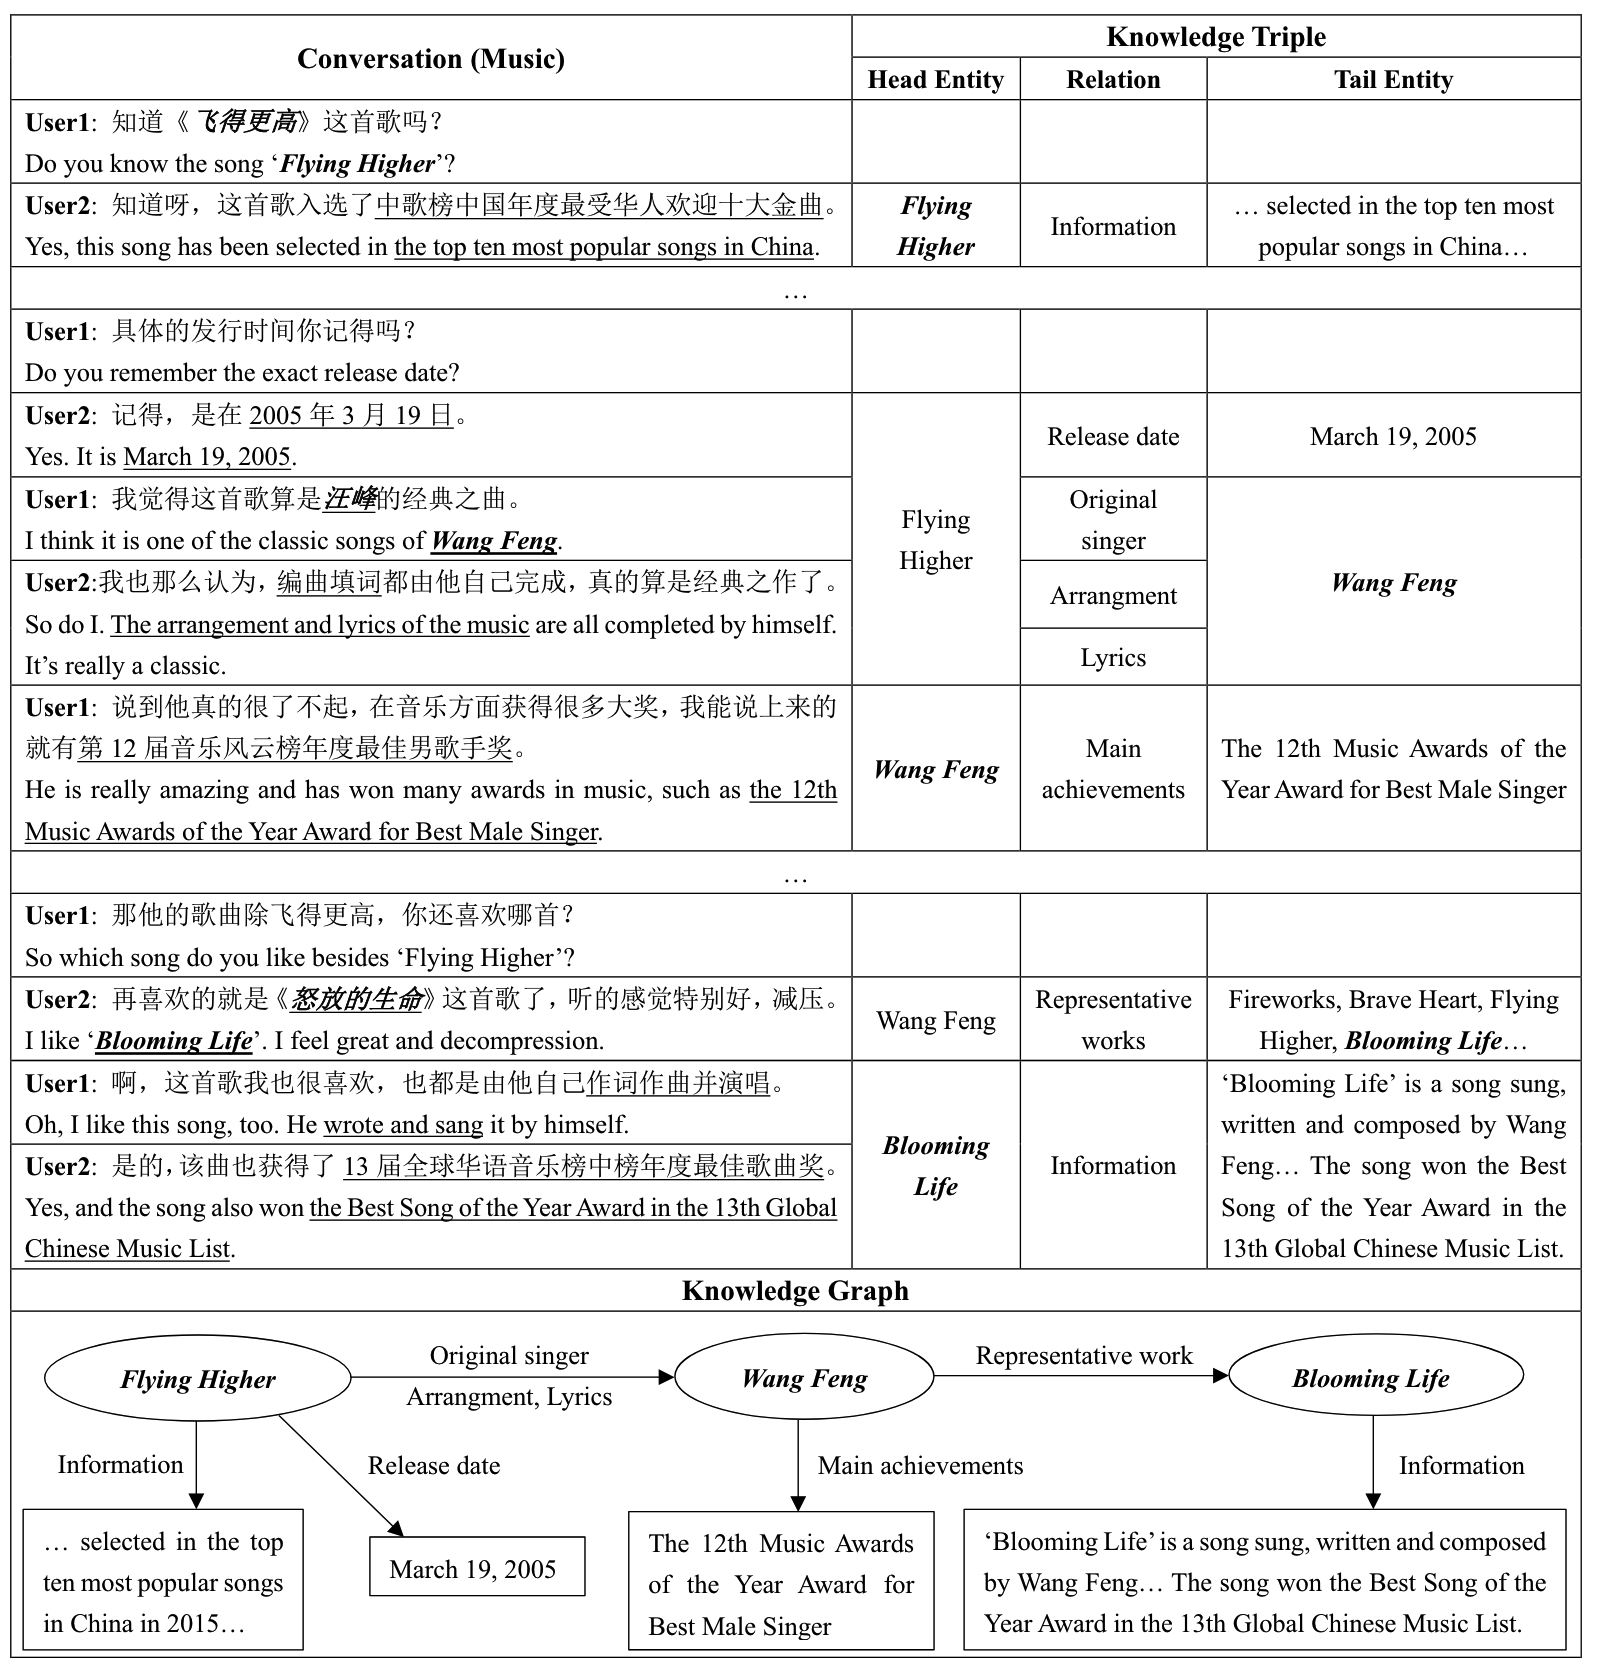 Conversation (Music)
Knowledge Triple
Head Entity
Relation
Tail Entity
User1: 知道《飞得更高》这首歌吗？
Do you know the song ‘Flying Higher’?
User2: 知道呀，这首歌入选了中歌榜中国年度最受华人欢迎十大金曲。
Yes, this song has been selected in the top ten most popular songs in China.
Flying
Higher
Information
… selected in the top ten most
popular songs in China…
…
User1: 具体的发行时间你记得吗？
Do you remember the exact release date?
User2: 记得，是在 2005 年 3 月 19 日。
Yes. It is March 19, 2005.
Flying
Higher
Release date
March 19, 2005
User1: 我觉得这首歌算是汪峰的经典之曲。
I think it is one of the classic songs of Wang Feng.
Original
singer
Wang Feng
User2:我也那么认为，编曲填词都由他自己完成，真的算是经典之作了。
So do I. The arrangement and lyrics of the music are all completed by himself.
It’s really a classic.
Arrangment
Lyrics
User1: 说到他真的很了不起，在音乐方面获得很多大奖，我能说上来的
就有第 12 届音乐风云榜年度最佳男歌手奖。
He is really amazing and has won many awards in music, such as the 12th
Music Awards of the Year Award for Best Male Singer.
Wang Feng
Main
achievements
The 12th Music Awards of the
Year Award for Best Male Singer
…
User1: 那他的歌曲除飞得更高，你还喜欢哪首？
So which song do you like besides ‘Flying Higher’?
User2: 再喜欢的就是《怒放的生命》这首歌了，听的感觉特别好，减压。
I like ‘Blooming Life’. I feel great and decompression.
Wang Feng
Representative
works
Fireworks, Brave Heart, Flying
Higher, Blooming Life…
User1: 啊，这首歌我也很喜欢，也都是由他自己作词作曲并演唱。
Oh, I like this song, too. He wrote and sang it by himself.
User2: 是的，该曲也获得了 13 届全球华语音乐榜中榜年度最佳歌曲奖。
Yes, and the song also won the Best Song of the Year Award in the 13th Global
Chinese Music List.
Blooming
Life
Information
‘Blooming Life’ is a song sung,
written and composed by Wang
Feng… The song won the Best
Song of the Year Award in the
13th Global Chinese Music List.
Knowledge Graph
Flying Higher
Original singer
Arrangment, Lyrics
Wang Feng
Representative work
Blooming Life
Information
Release date
Main achievements
Information
… selected in the top
ten most popular songs
in China in 2015…
March 19, 2005
The 12th Music Awards
of the Year Award for
Best Male Singer
‘Blooming Life’ is a song sung, written and composed
by Wang Feng… The song won the Best Song of the
Year Award in the 13th Global Chinese Music List.